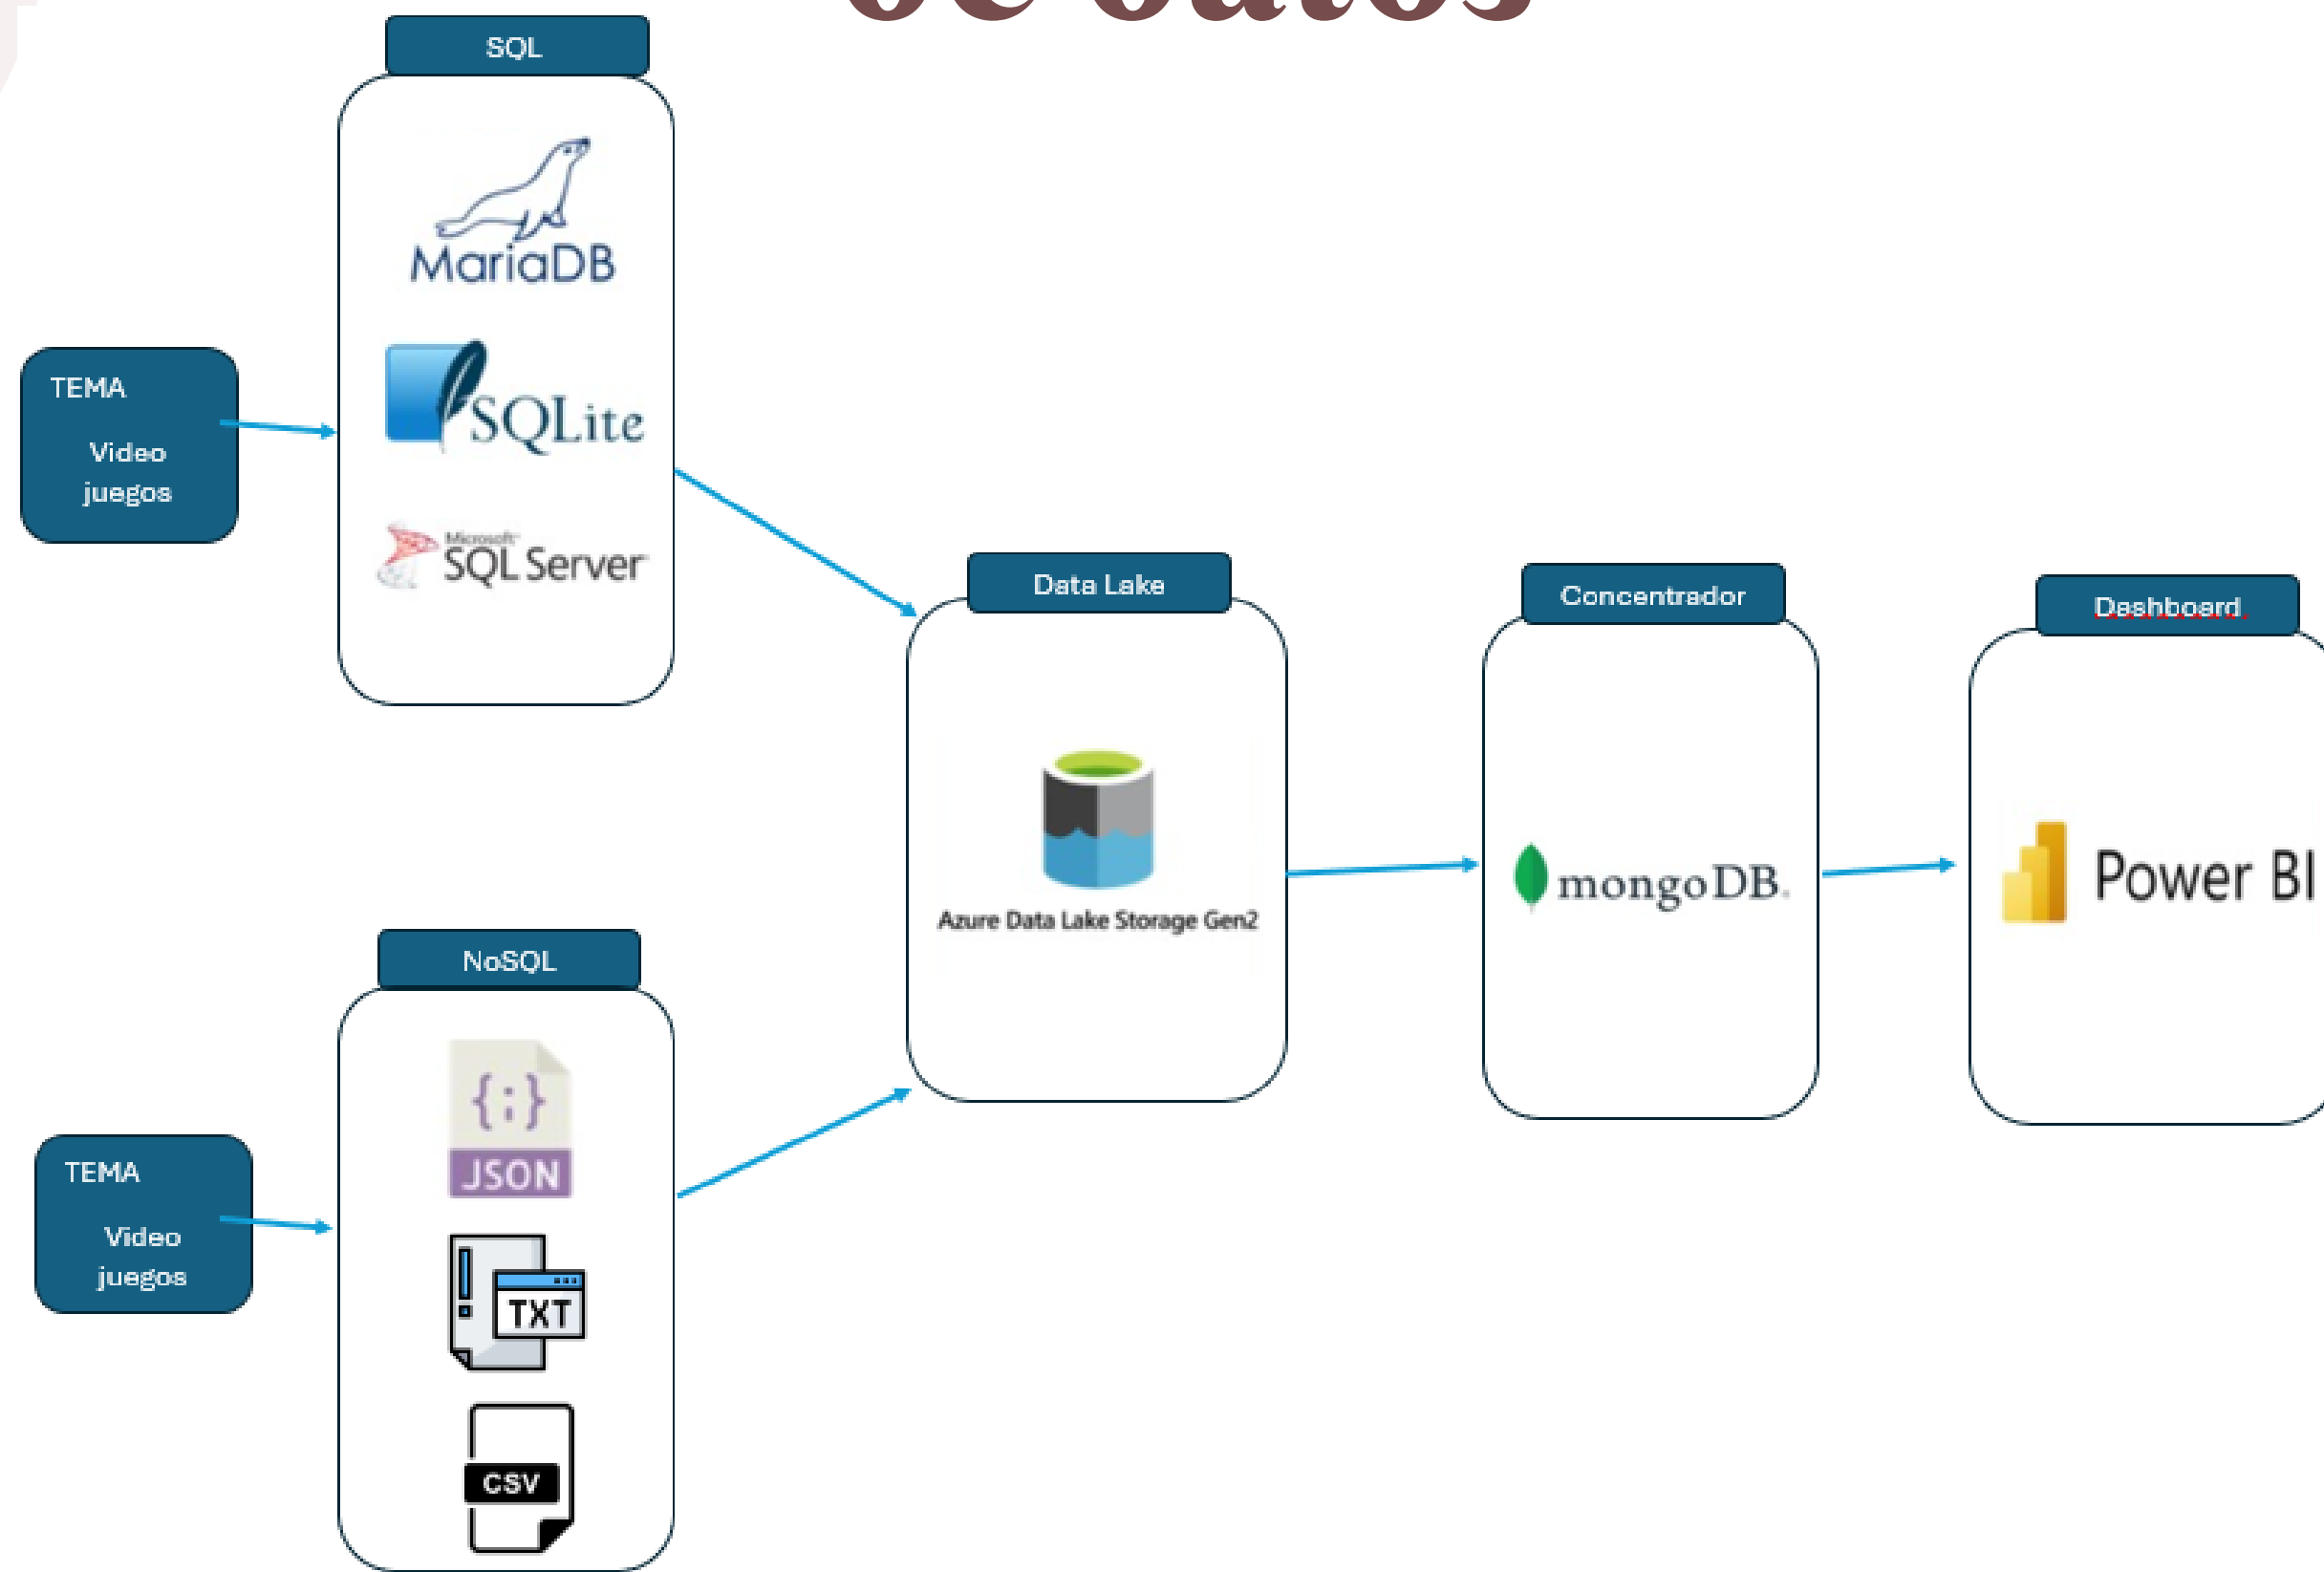 SQL
MariaDB
SQLite
Microsoft
SQL Server
TEMA
Video
juegos
Data Lake
Azure Data Lake Storage Gen2
Concentrador
mongoDB.
Dashboard
Power BI
NoSQL
{;}
JSON
TXT
CSV
TEMA
Video
juegos